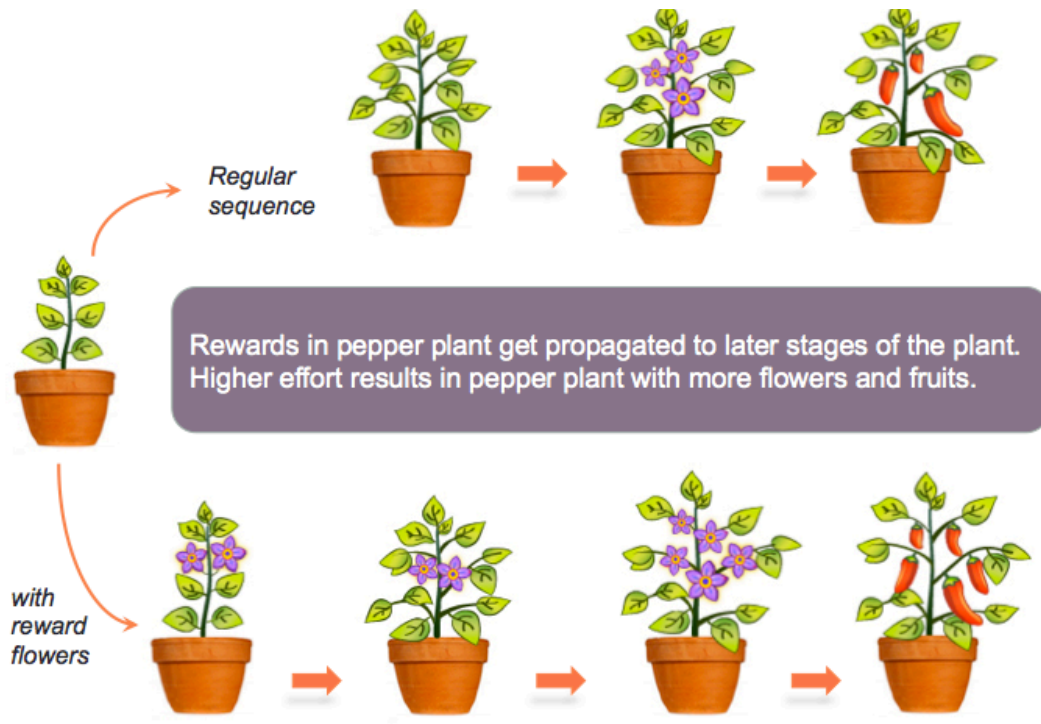 Regular
sequence
Rewards in pepper plant get propagated to later stages of the plant.
Higher effort results in pepper plant with more flowers and fruits.
with
reward
flowers